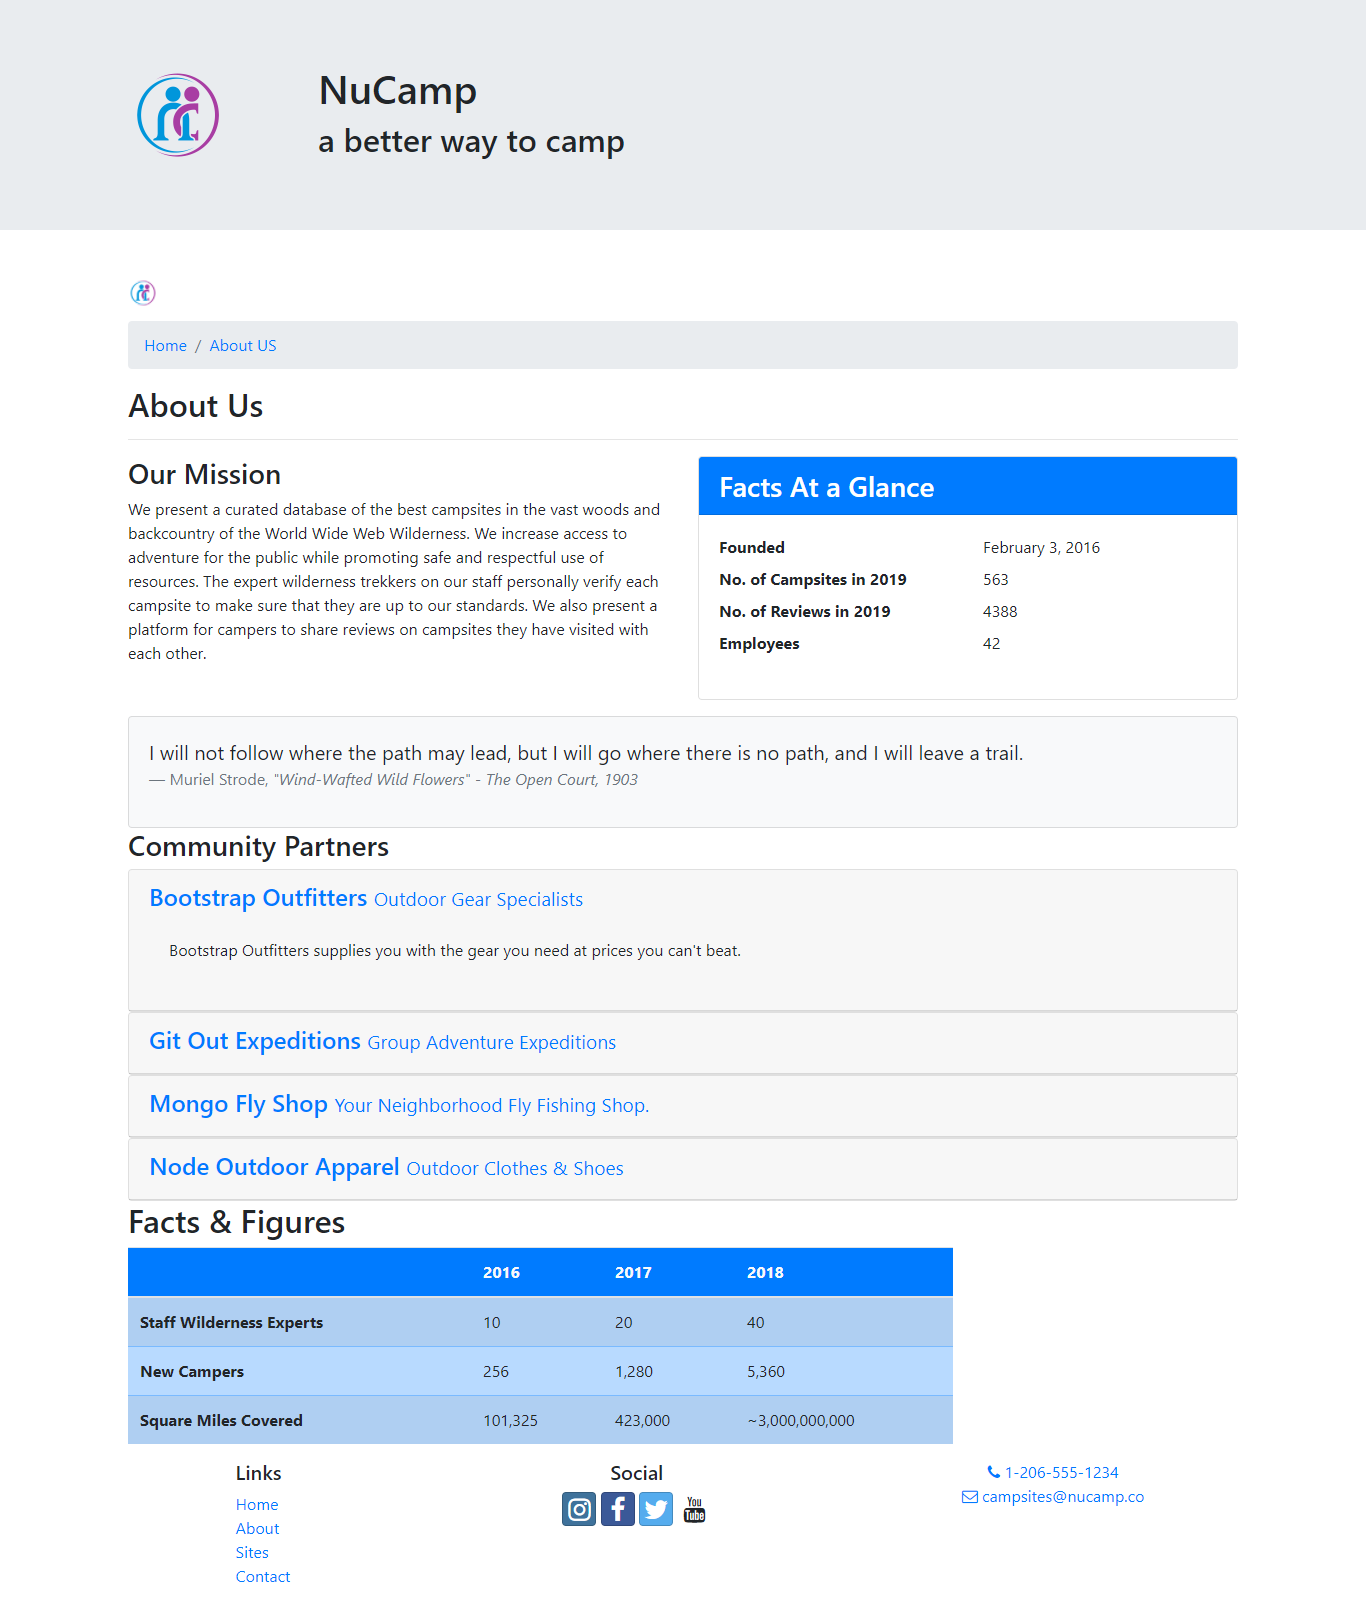 NuCamp
a better way to camp
Home / About US
About Us
Our Mission
We present a curated database of the best campsites in the vast woods and
backcountry of the World Wide Web Wilderness. We increase access to
adventure for the public while promoting safe and respectful use of
resources. The expert wilderness trekkers on our staff personally verify each
campsite to make sure that they are up to our standards. We also present a
platform for campers to share reviews on campsites they have visited with
each other.
Facts At a Glance
Founded February 3, 2016
No. of Campsites in 2019 563
No. of Reviews in 2019 4388
Employees 42
I will not follow where the path may lead, but I will go where there is no path, and I will leave a trail.
— Muriel Strode, "Wind-Wafted Wild Flowers" - The Open Court, 1903
Community Partners
Bootstrap Outfitters Outdoor Gear Specialists
Bootstrap Outfitters supplies you with the gear you need at prices you can't beat.
Git Out Expeditions Group Adventure Expeditions
Mongo Fly Shop Your Neighborhood Fly Fishing Shop.
Node Outdoor Apparel Outdoor Clothes & Shoes
Facts & Figures
2016 2017 2018
Staff Wilderness Experts 10 20 40
New Campers 256 1,280 5,360
Square Miles Covered 101,325 423,000 ~3,000,000,000
Links
Home
About
Sites
Contact
Social
You
Tube
1-206-555-1234
campsites@nucamp.co